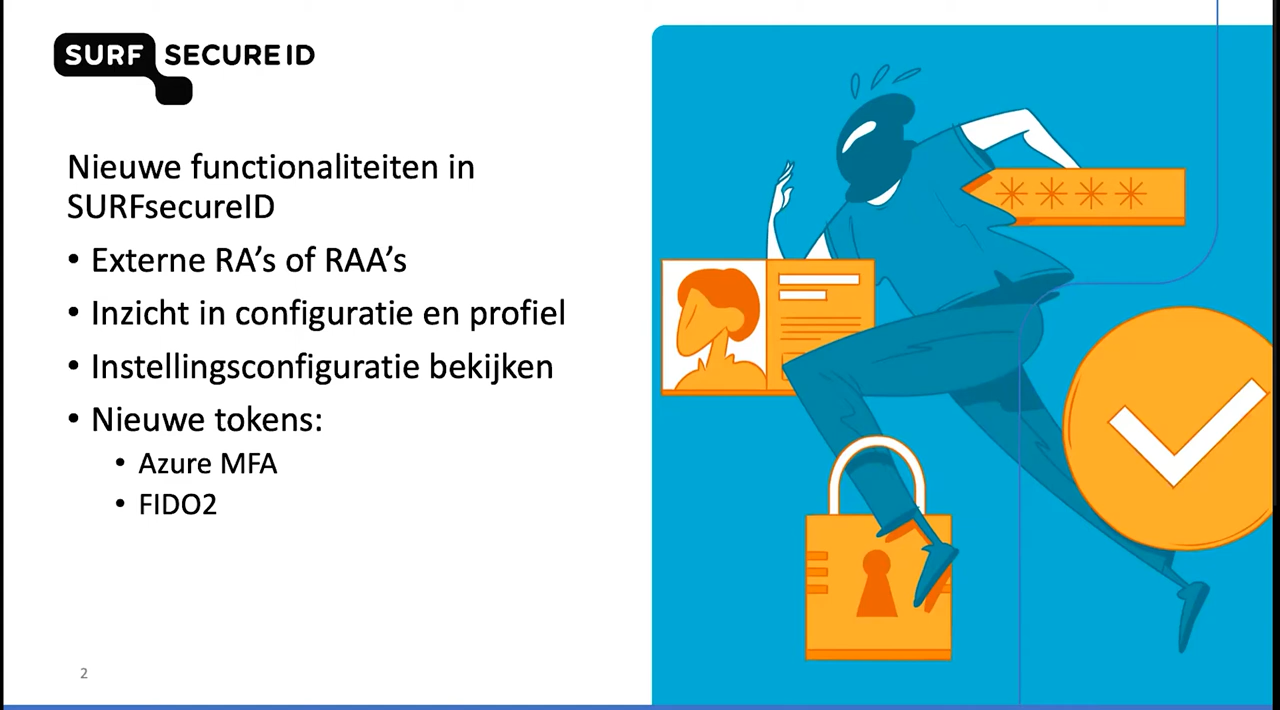 SURF SECURE ID
Nieuwe functionaliteiten in
SURFsecureID
• Externe RA’s of RAA’s
• Inzicht in configuratie en profiel
• Instellingsconfiguratie bekijken
• Nieuwe tokens:
• Azure MFA
• FIDO2
2